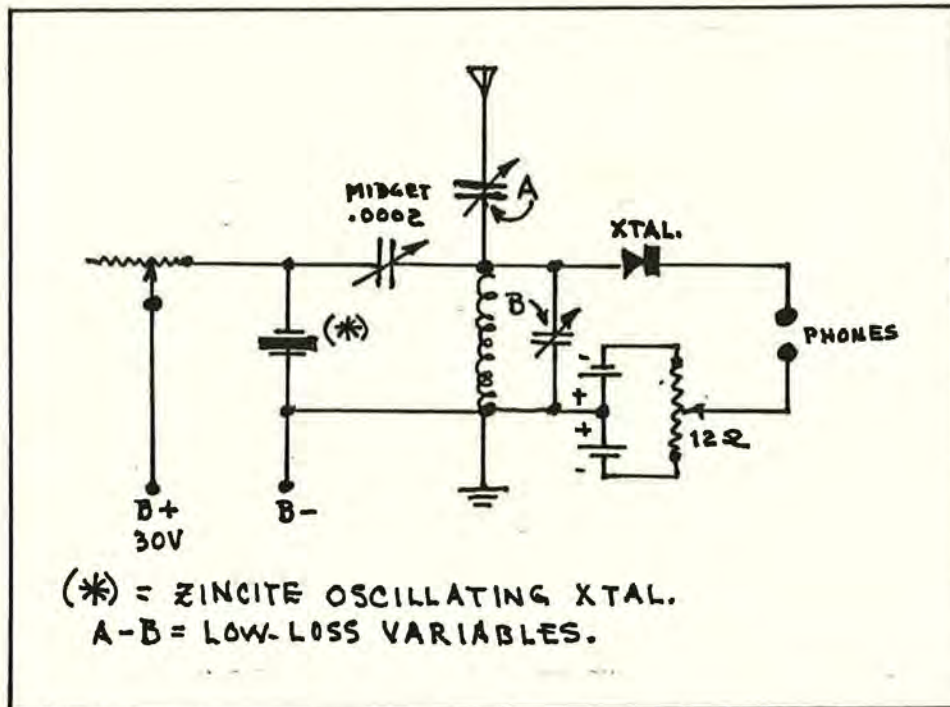 MIDGET
.0002
A
XTAL.
B
(*)
PHONES
-
+
+
-
12Ω
B+
30V
B-
(*) = ZINCITE OSCILLATING XTAL.
A-B = LOW-LOSS VARIABLES.